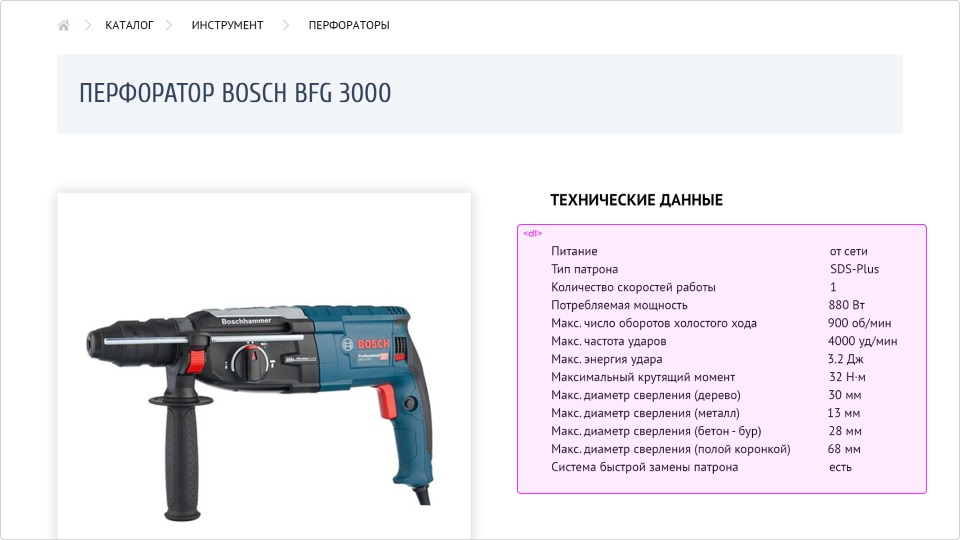 КАТАЛОГ ИНСТРУМЕНТ ПЕРФОРАТОРЫ
ПЕРФОРАТОР BOSCH BFG 3000
Boschhammer
BOSCH
Professional
ТЕХНИЧЕСКИЕ ДАННЫЕ
<dl>
Питание от сети
Тип патрона SDS-Plus
Количество скоростей работы 1
Потребляемая мощность 880 Вт
Макс. число оборотов холостого хода 900 об/мин
Макс. частота ударов 4000 уд/мин
Макс. энергия удара 3.2 Дж
Максимальный крутящий момент 32 Н·м
Макс. диаметр сверления (дерево) 30 мм
Макс. диаметр сверления (металл) 13 мм
Макс. диаметр сверления (бетон - бур) 28 мм
Макс. диаметр сверления (полой коронкой) 68 мм
Система быстрой замены патрона есть